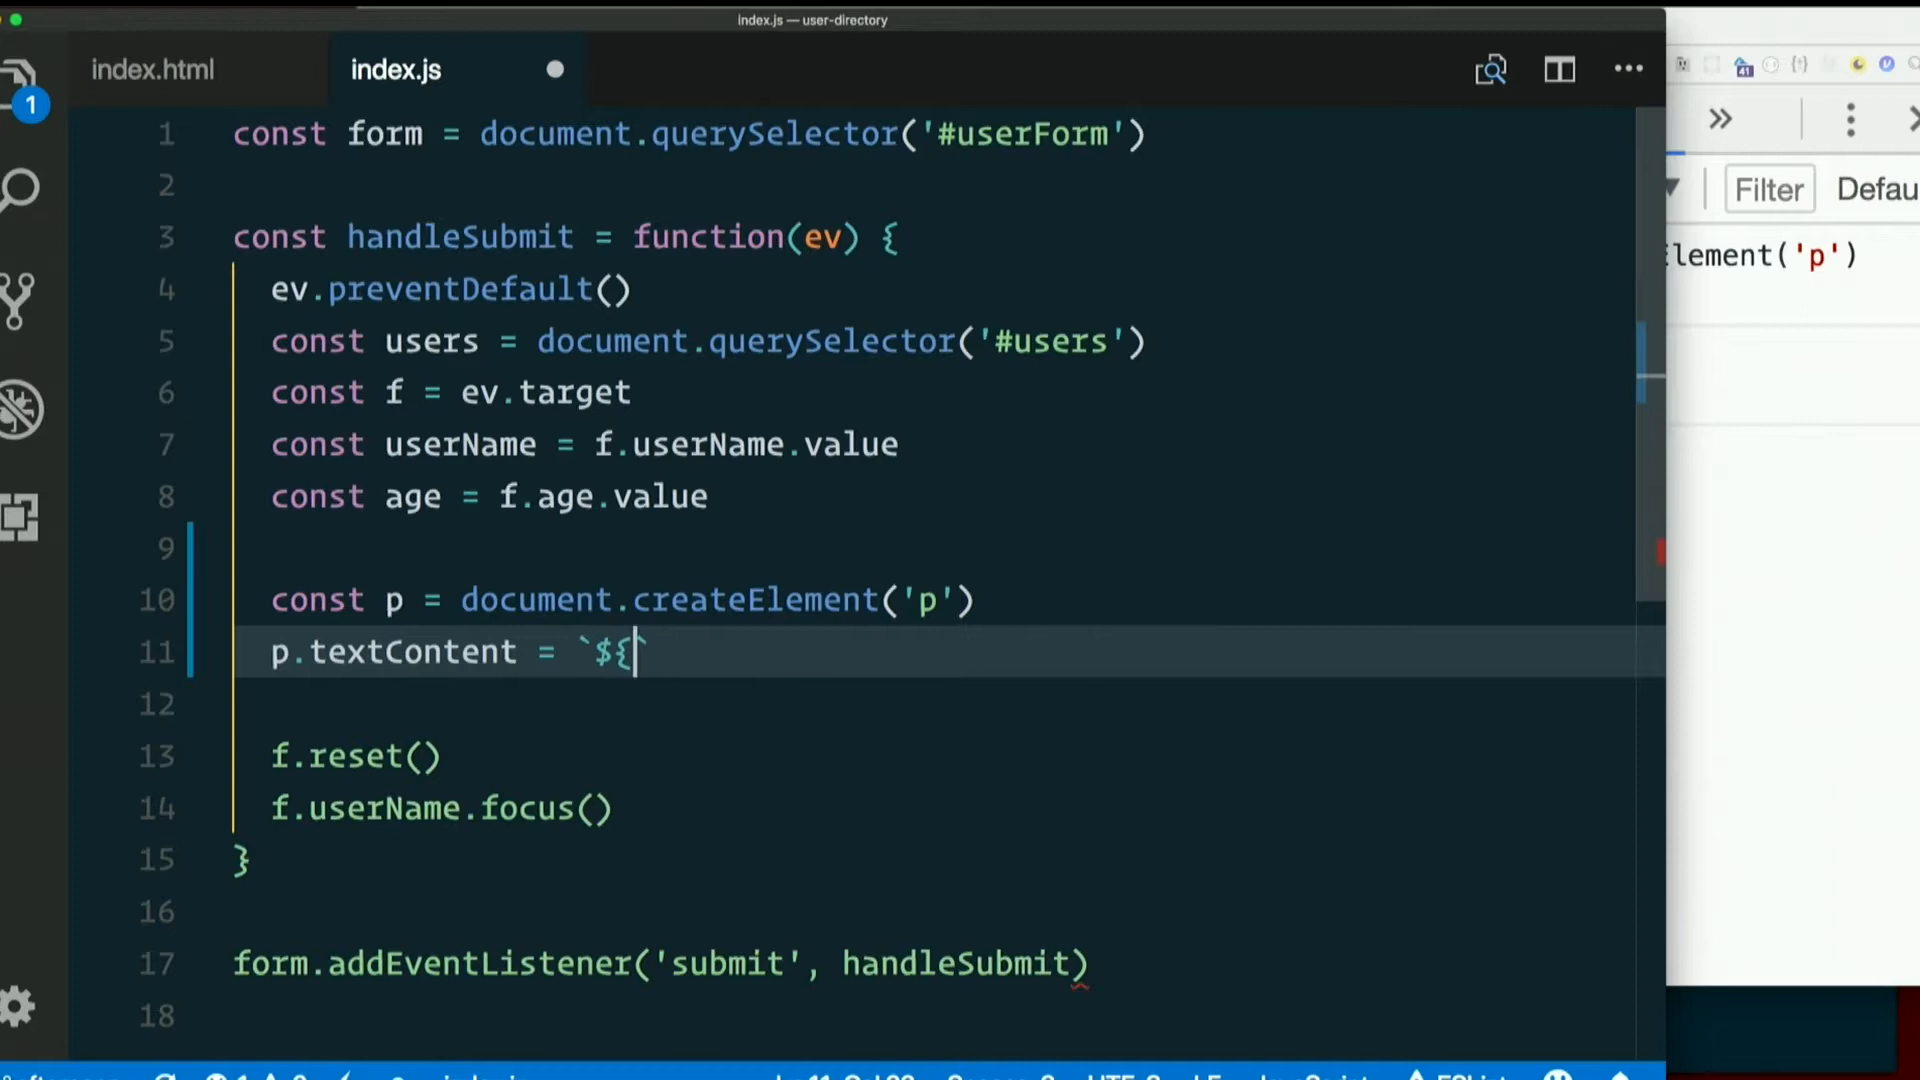 index.js — user-directory
index.html
index.js
41
1
1 const form = document.querySelector('#userForm')
2
3 const handleSubmit = function(ev) {
4 ev.preventDefault()
5 const users = document.querySelector('#users')
6 const f = ev.target
7 const userName = f.userName.value
8 const age = f.age.value
9
10 const p = document.createElement('p')
11 p.textContent = `${`
12
13 f.reset()
14 f.userName.focus()
15 }
16
17 form.addEventListener('submit', handleSubmit)
18
Filter Defau
Element('p')